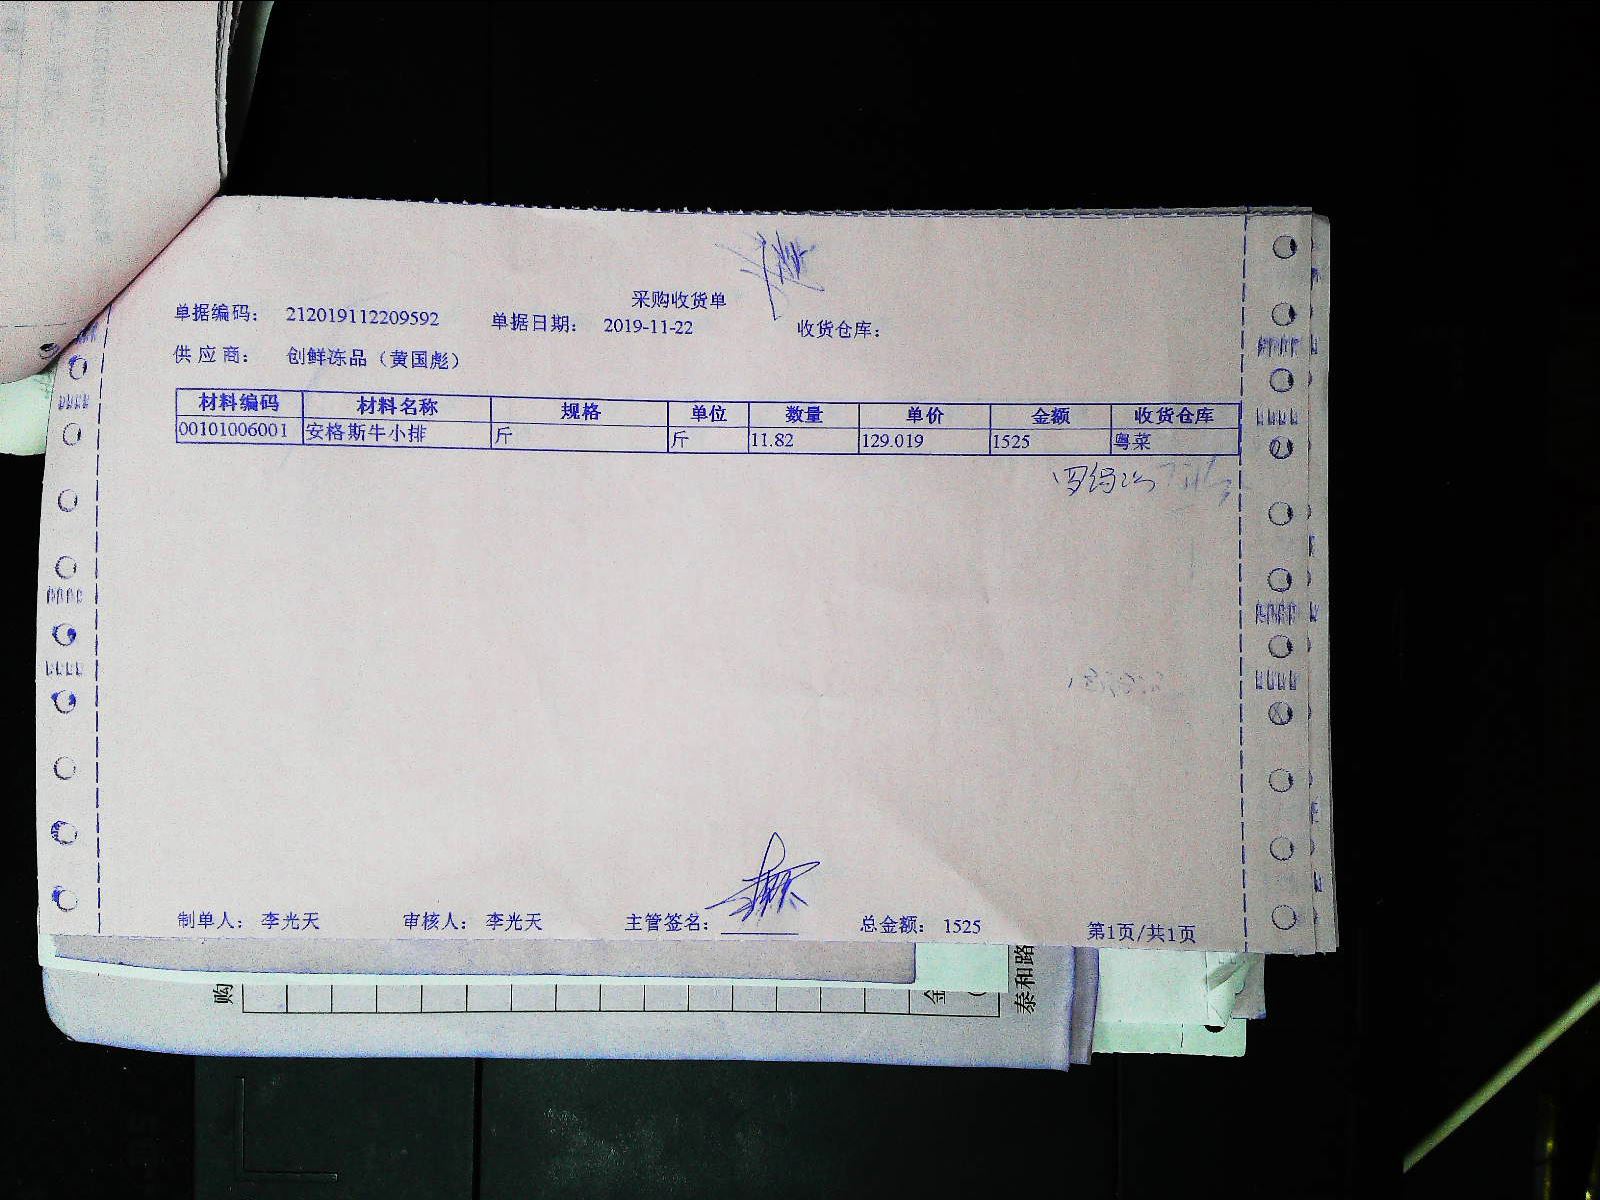 采购收货单
单据编码： 212019112209592 单据日期： 2019-11-22 收货仓库：
供应商： 创鲜冻品（黄国彪）
材料编码 材料名称 规格 单位 数量 单价 金额 收货仓库
00101006001 安格斯牛小排 斤 斤 11.82 129.019 1525 粤菜
制单人： 李光天 审核人： 李光天 主管签名： 总金额： 1525 第1页/共1页
购
金
泰和路